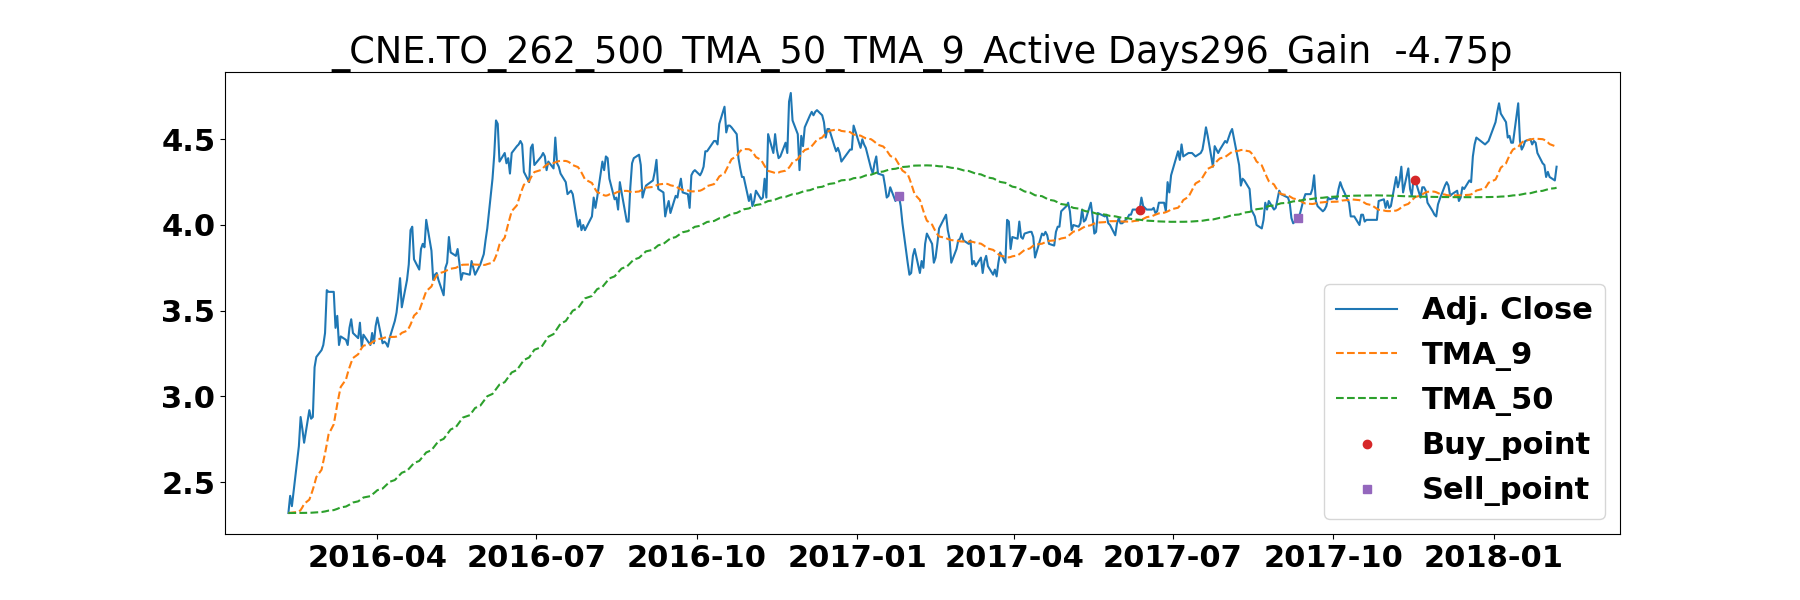 _CNE.TO_262_500_TMA_50_TMA_9_Active Days296_Gain  -4.75p
4.5
4.0
3.5
3.0
2.5
Adj. Close
TMA_9
TMA_50
Buy_point
Sell_point
2016-04 2016-07 2016-10 2017-01 2017-04 2017-07 2017-10 2018-01